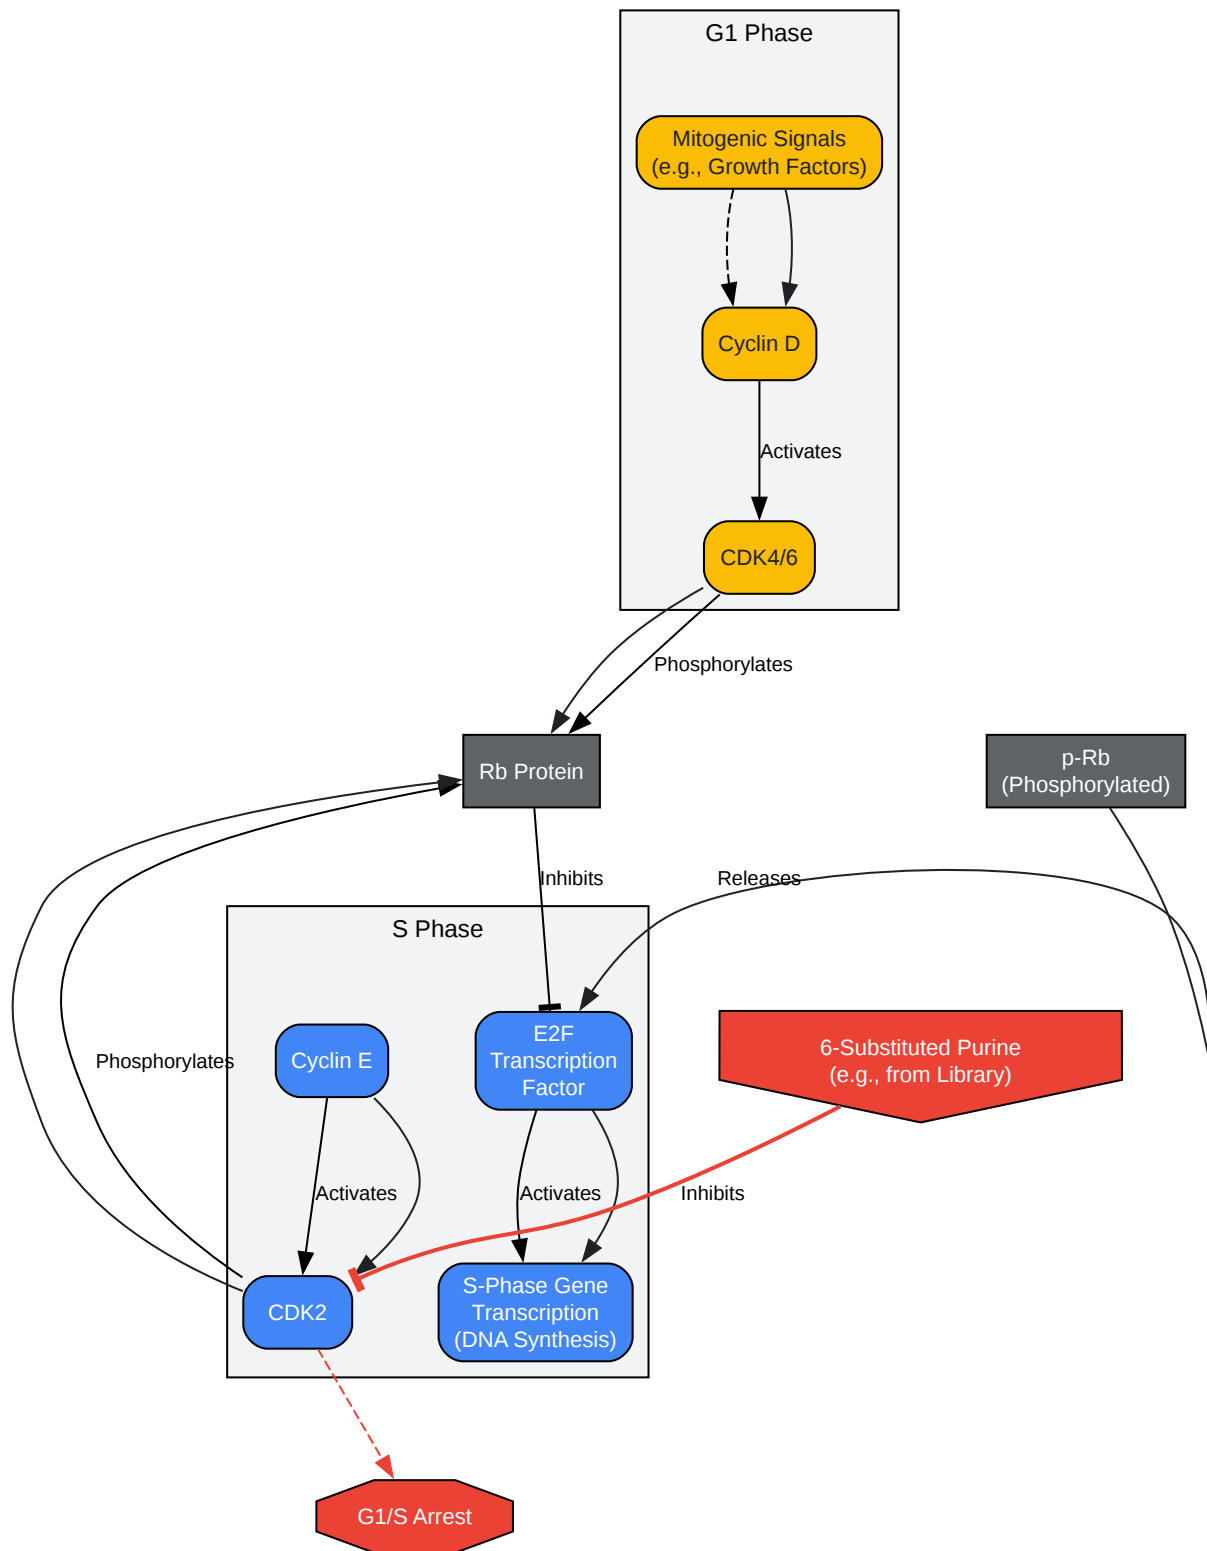 G1 Phase
Mitogenic Signals
(e.g., Growth Factors)
Cyclin D
Activates
CDK4/6
Phosphorylates
Rb Protein
p-Rb
(Phosphorylated)
Inhibits
Releases
S Phase
E2F
Transcription
Factor
Cyclin E
Phosphorylates
6-Substituted Purine
(e.g., from Library)
Activates
Activates
Inhibits
CDK2
S-Phase Gene
Transcription
(DNA Synthesis)
G1/S Arrest